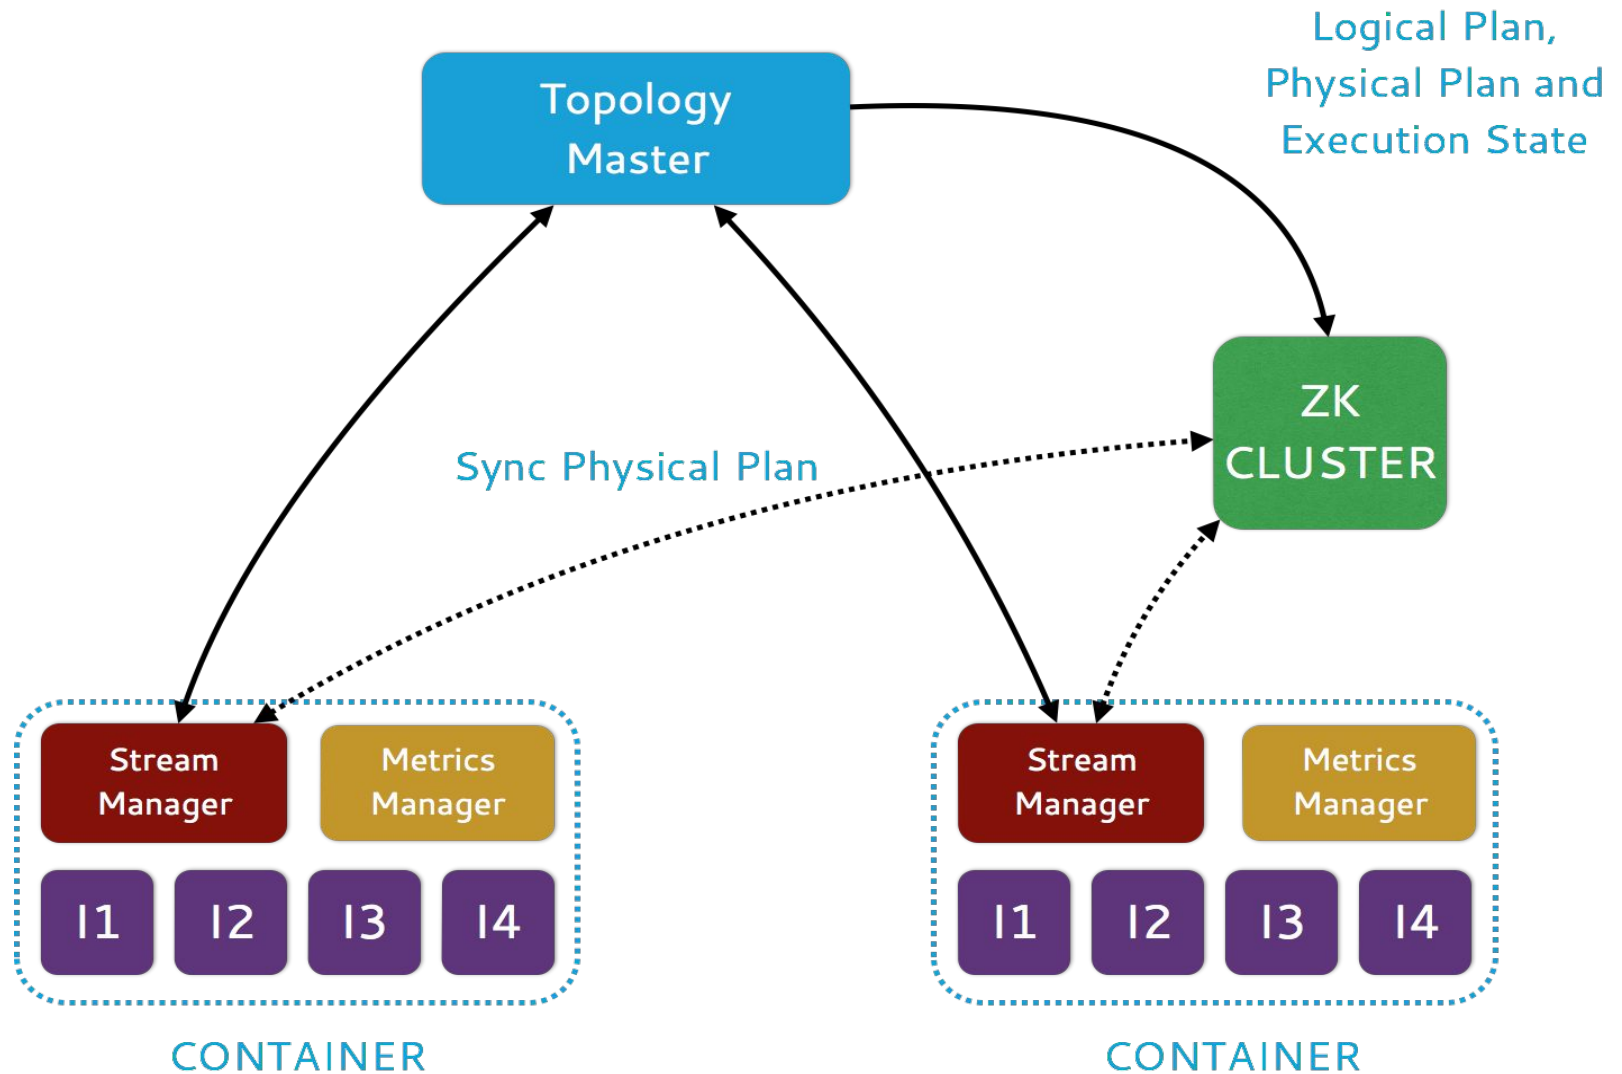 Logical Plan,
Physical Plan and
Execution State
Topology
Master
ZK
CLUSTER
Sync Physical Plan
Stream
Manager
Metrics
Manager
I1
I2
I3
I4
CONTAINER
Stream
Manager
Metrics
Manager
I1
I2
I3
I4
CONTAINER